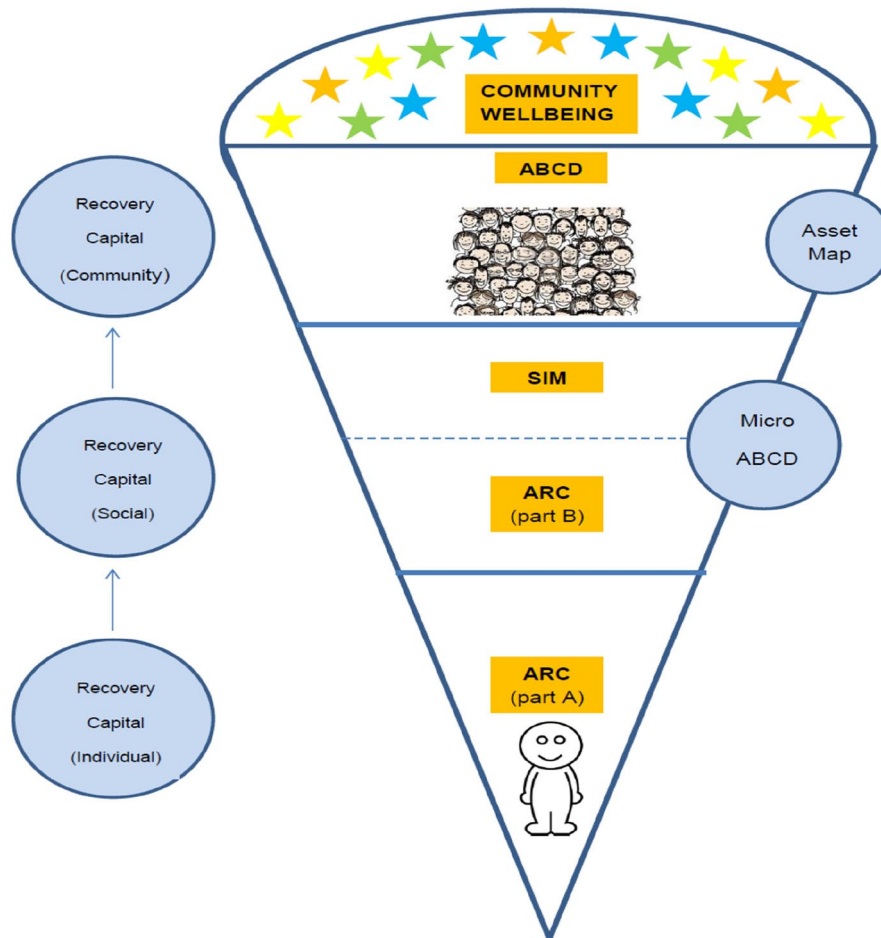 COMMUNITY
WELLBEING
ABCD
Recovery
Capital
(Community)
Asset
Map
SIM
Recovery
Capital
(Social)
Micro
ABCD
ARC
(part B)
Recovery
Capital
(Individual)
ARC
(part A)